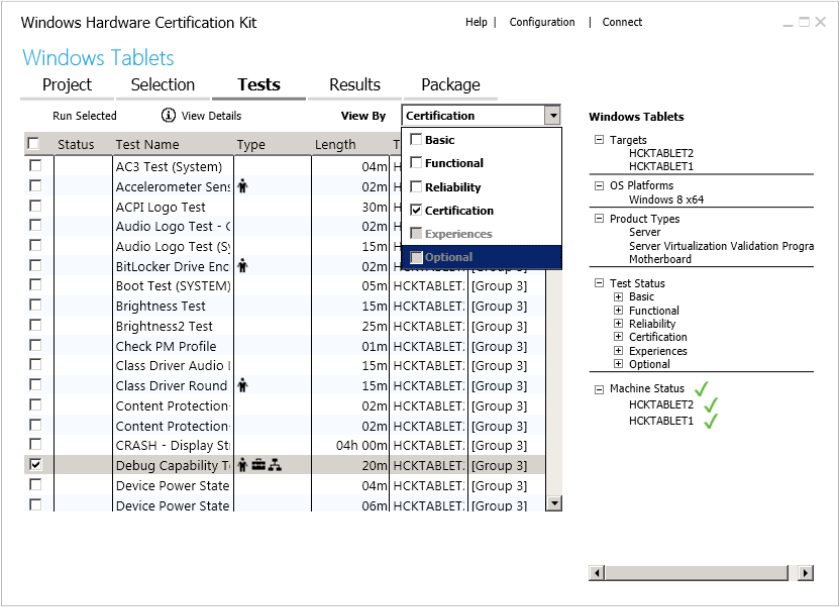 Windows Hardware Certification Kit
Help | Configuration | Connect
Windows Tablets
Project Selection Tests Results Package
Run Selected View Details View By Certification
Status Test Name Type Length T
AC3 Test (System) 04m H
Accelerometer Sens 02m H
ACPI Logo Test 30m H
Audio Logo Test - C 02m H
Audio Logo Test (Sy 15m H
BitLocker Drive Enc 02m HCKTABLET. [Group 3]
Boot Test (SYSTEM) 05m HCKTABLET. [Group 3]
Brightness Test 15m HCKTABLET. [Group 3]
Brightness2 Test 25m HCKTABLET. [Group 3]
Check PM Profile 01m HCKTABLET. [Group 3]
Class Driver Audio 15m HCKTABLET. [Group 3]
Class Driver Round 15m HCKTABLET. [Group 3]
Content Protection 02m HCKTABLET. [Group 3]
Content Protection 02m HCKTABLET. [Group 3]
CRASH - Display St 04h 00m HCKTABLET. [Group 3]
Debug Capability T 20m HCKTABLET. [Group 3]
Device Power State 04m HCKTABLET. [Group 3]
Device Power State 06m HCKTABLET. [Group 3]
Basic
Functional
Reliability
Certification
Experiences
Optional
Windows Tablets
Targets
HCKTABLET2
HCKTABLET1
OS Platforms
Windows 8 x64
Product Types
Server
Server Virtualization Validation Progra
Motherboard
Test Status
Basic
Functional
Reliability
Certification
Experiences
Optional
Machine Status
HCKTABLET2
HCKTABLET1